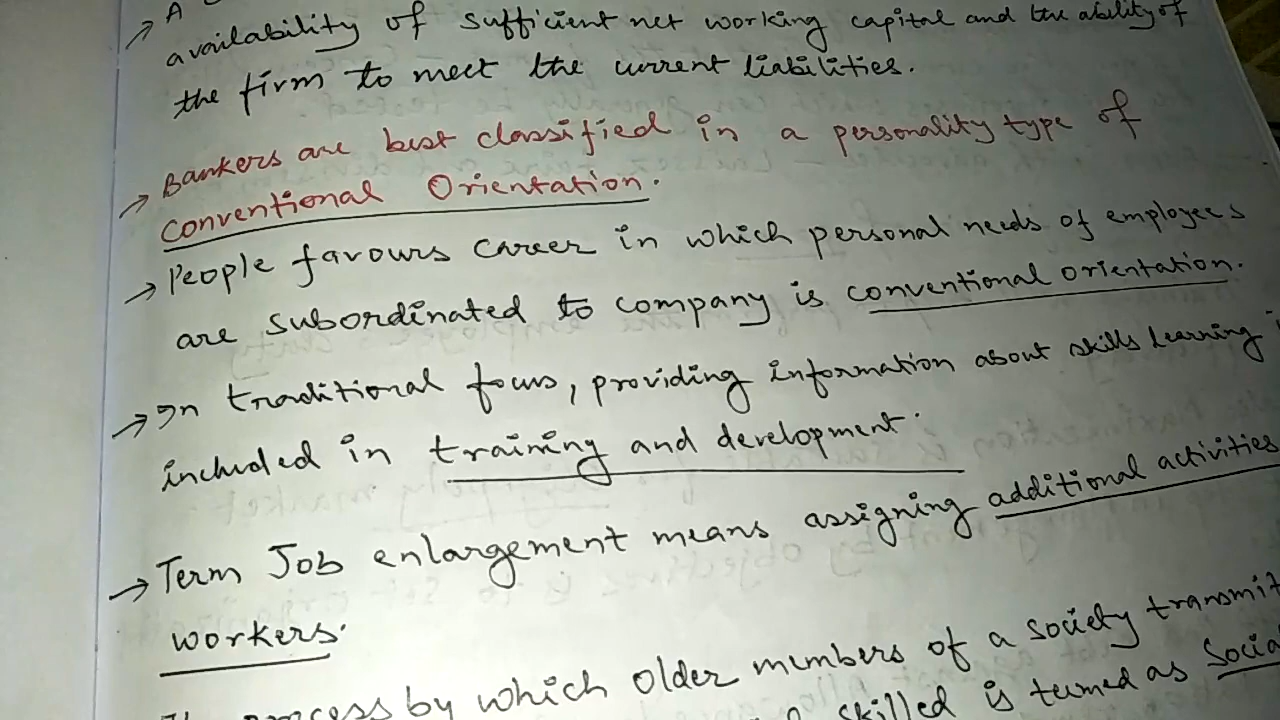 → A
availability of sufficient net working capital and the ability of
the firm to meet the current liabilities.
→ Bankers are best classified in a personality type of
conventional Orientation.
→ People favours career in which personal needs of employees
are subordinated to company is conventional orientation.
→ In traditional focus, providing information about skills learning
included in training and development.
→ Term Job enlargement means assigning additional activities
workers.
process by which older members of a society transmit
skilled is termed as